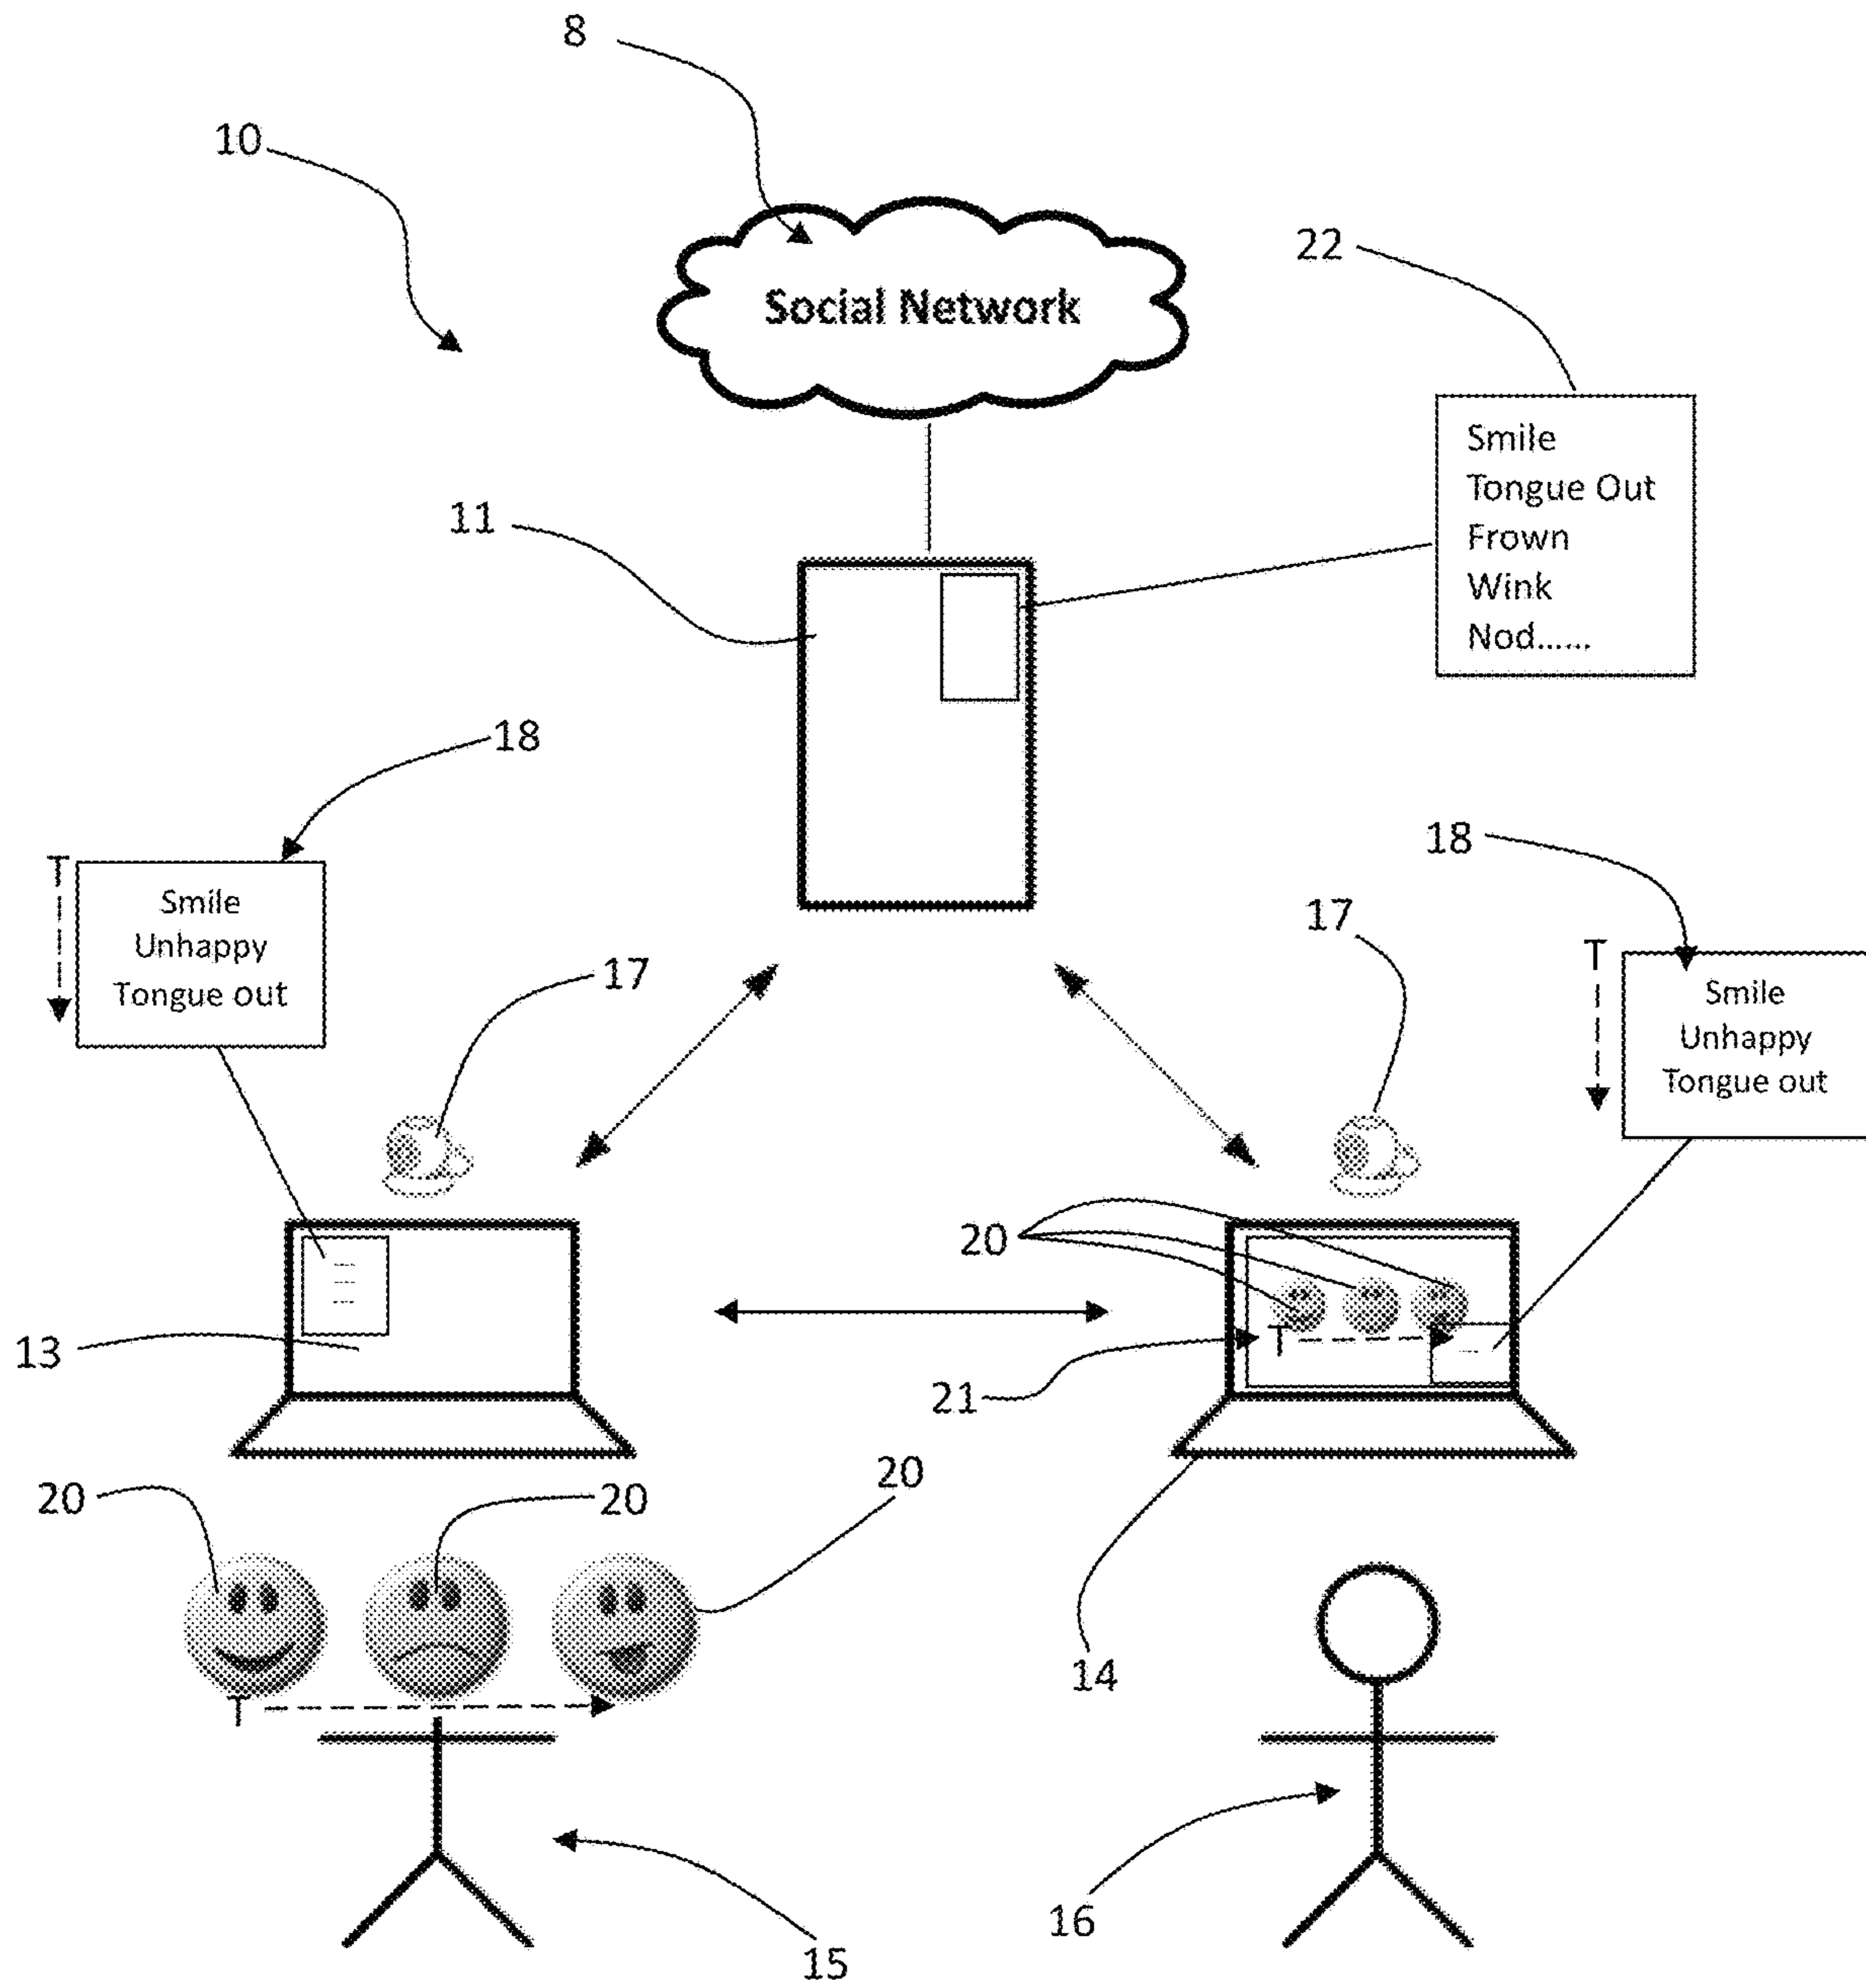 8
10
Social Network
22
Smile
Tongue Out
Frown
Wink
Nod......
11
18
T
Smile
Unhappy
Tongue out
17
18
17
T
Smile
Unhappy
Tongue out
20
13
T
21
20
20
20
14
T
16
15